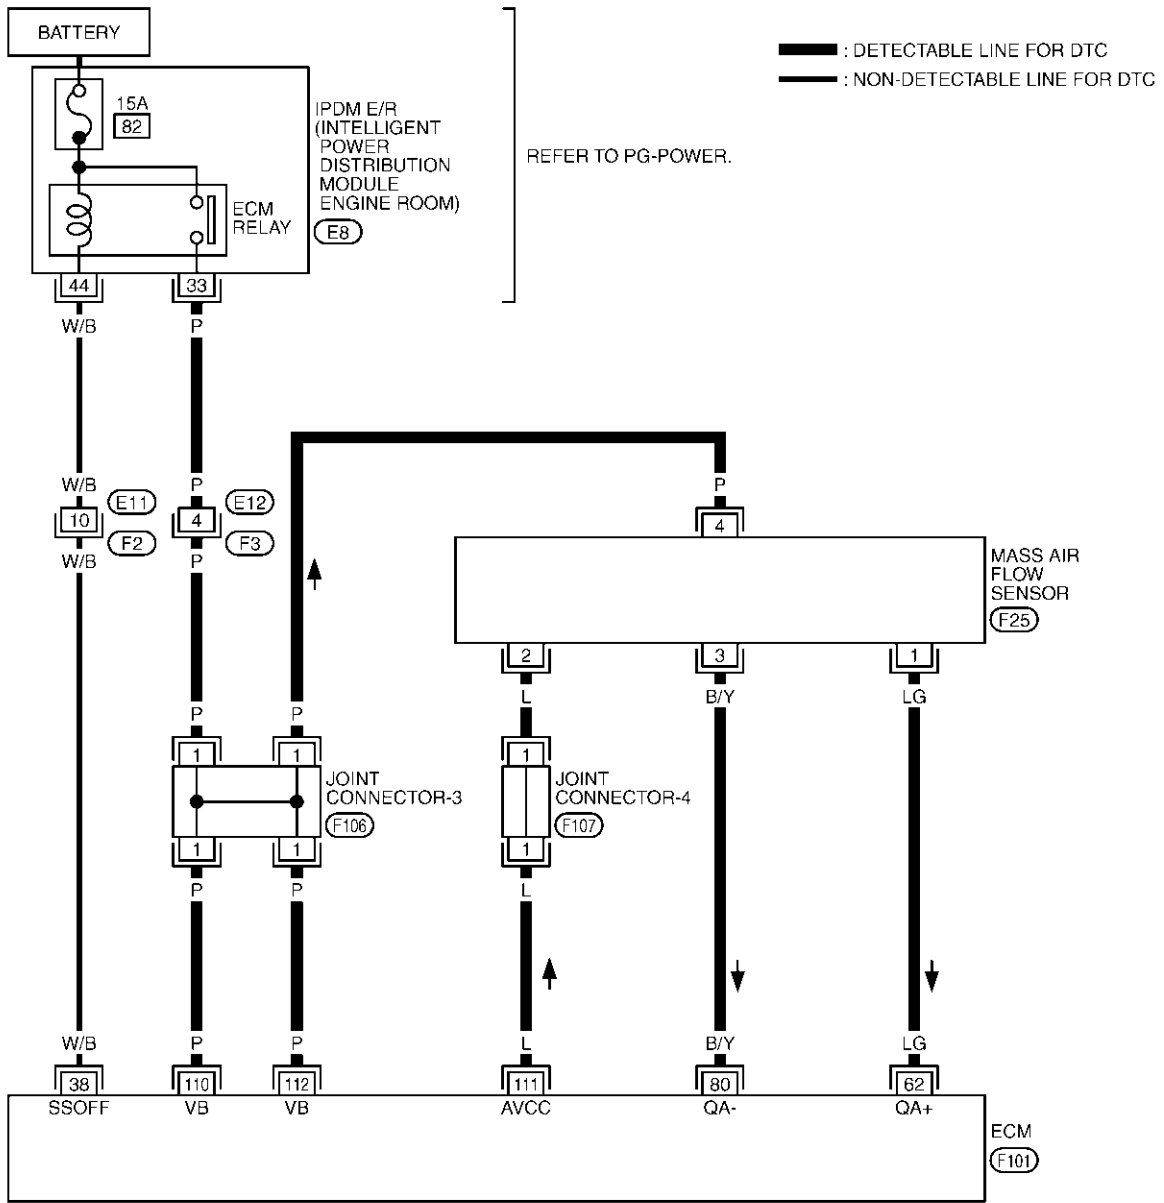 BATTERY
: DETECTABLE LINE FOR DTC
: NON-DETECTABLE LINE FOR DTC
15A
82
IPDM E/R
(INTELLIGENT
POWER
DISTRIBUTION
MODULE
ENGINE ROOM)
E8
REFER TO PG-POWER.
ECM
RELAY
44 33
W/B P
W/B P P
E11 E12
10 4 4
F2 F3
W/B P
MASS AIR
FLOW
SENSOR
F25
2 3 1
L B/Y LG
P P
1 1 1
JOINT
CONNECTOR-3
F106
JOINT
CONNECTOR-4
F107
1 1 1
P P L
W/B P P L B/Y LG
38 110 112 111 80 62
SSOFF VB VB AVCC QA- QA+
ECM
F101